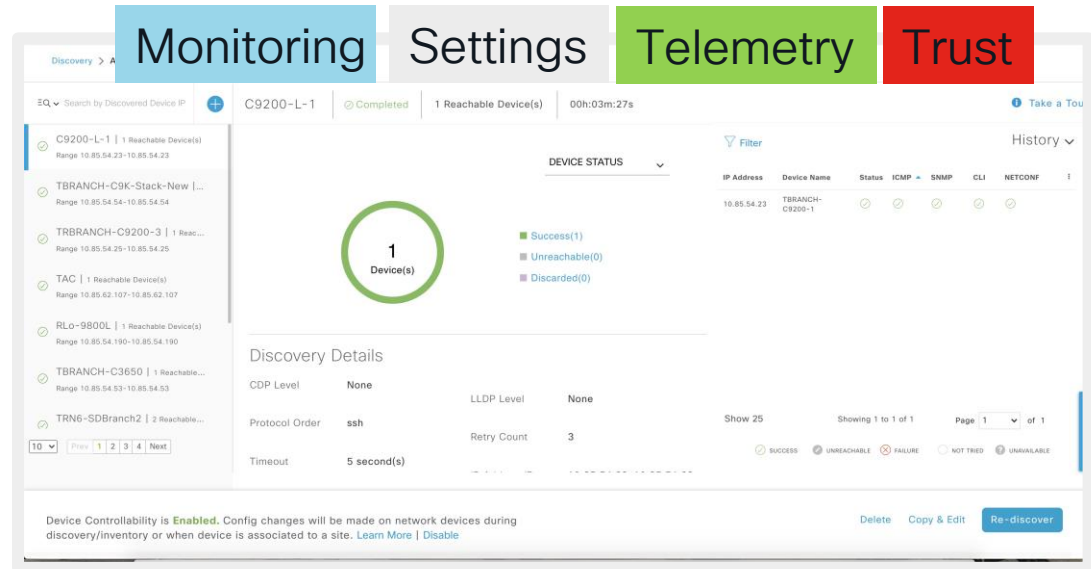 Monitoring
Settings
Telemetry
Trust
Discovery > A
Search by Discovered Device IP
C9200-L-1 | 1 Reachable Device(s)
Range 10.85.54.23-10.85.54.23
TBRANCH-C9K-Stack-New |...
Range 10.85.54.54-10.85.54.54
TRBRANCH-C9200-3 | 1 Reac...
Range 10.85.54.25-10.85.54.25
TAC | 1 Reachable Device(s)
Range 10.85.62.107-10.85.62.107
RLo-9800L | 1 Reachable Device(s)
Range 10.85.54.190-10.85.54.190
TBRANCH-C3650 | 1 Reachable...
Range 10.85.54.53-10.85.54.53
TRN6-SDBranch2 | 2 Reachable...
10 Prev 1 2 3 4 Next
C9200-L-1 Completed 1 Reachable Device(s) 00h:03m:27s
Take a Tou
DEVICE STATUS
1
Device(s)
Success(1)
Unreachable(0)
Discarded(0)
Discovery Details
CDP Level None
LLDP Level None
Protocol Order ssh
Retry Count 3
Timeout 5 second(s)
Filter
History
IP Address Device Name Status ICMP SNMP CLI NETCONF
10.85.54.23 TBRANCH-
C9200-1
Show 25 Showing 1 to 1 of 1 Page 1 of 1
SUCCESS UNREACHABLE FAILURE NOT TRIED UNAVAILABLE
Device Controllability is Enabled. Config changes will be made on network devices during
discovery/inventory or when device is associated to a site. Learn More | Disable
Delete Copy & Edit Re-discover